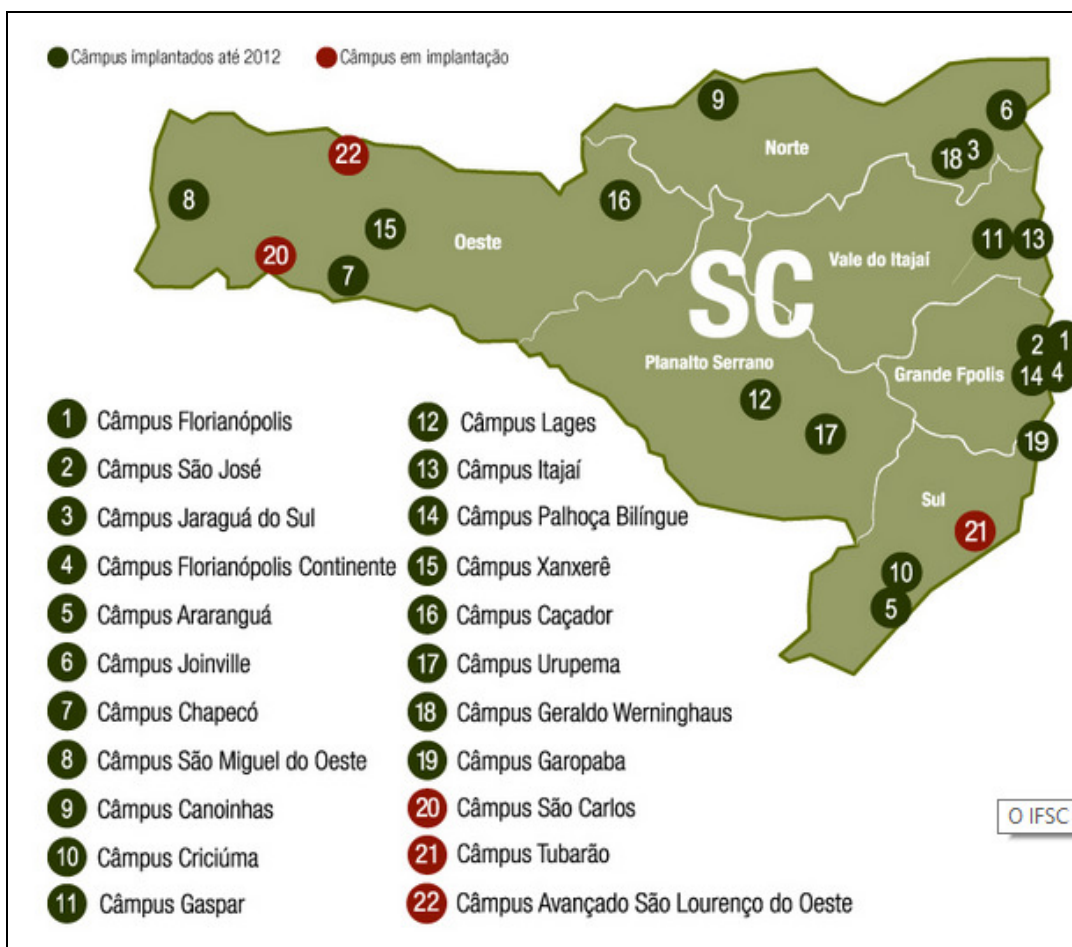 Câmpus implantados até 2012
Câmpus em implantação
9
6
Norte
18
3
22
8
16
15
Oeste
20
7
11
13
Vale do Itajaí
SC
2
1
Planalto Serrano
Grande Fpolis
14
4
12
17
19
Sul
21
10
5
1 Câmpus Florianópolis
2 Câmpus São José
3 Câmpus Jaraguá do Sul
4 Câmpus Florianópolis Continente
5 Câmpus Araranguá
6 Câmpus Joinville
7 Câmpus Chapecó
8 Câmpus São Miguel do Oeste
9 Câmpus Canoinhas
10 Câmpus Criciúma
11 Câmpus Gaspar
12 Câmpus Lages
13 Câmpus Itajaí
14 Câmpus Palhoça Bilíngue
15 Câmpus Xanxerê
16 Câmpus Caçador
17 Câmpus Urupema
18 Câmpus Geraldo Werninghaus
19 Câmpus Garopaba
20 Câmpus São Carlos
21 Câmpus Tubarão
22 Câmpus Avançado São Lourenço do Oeste
O IFSC